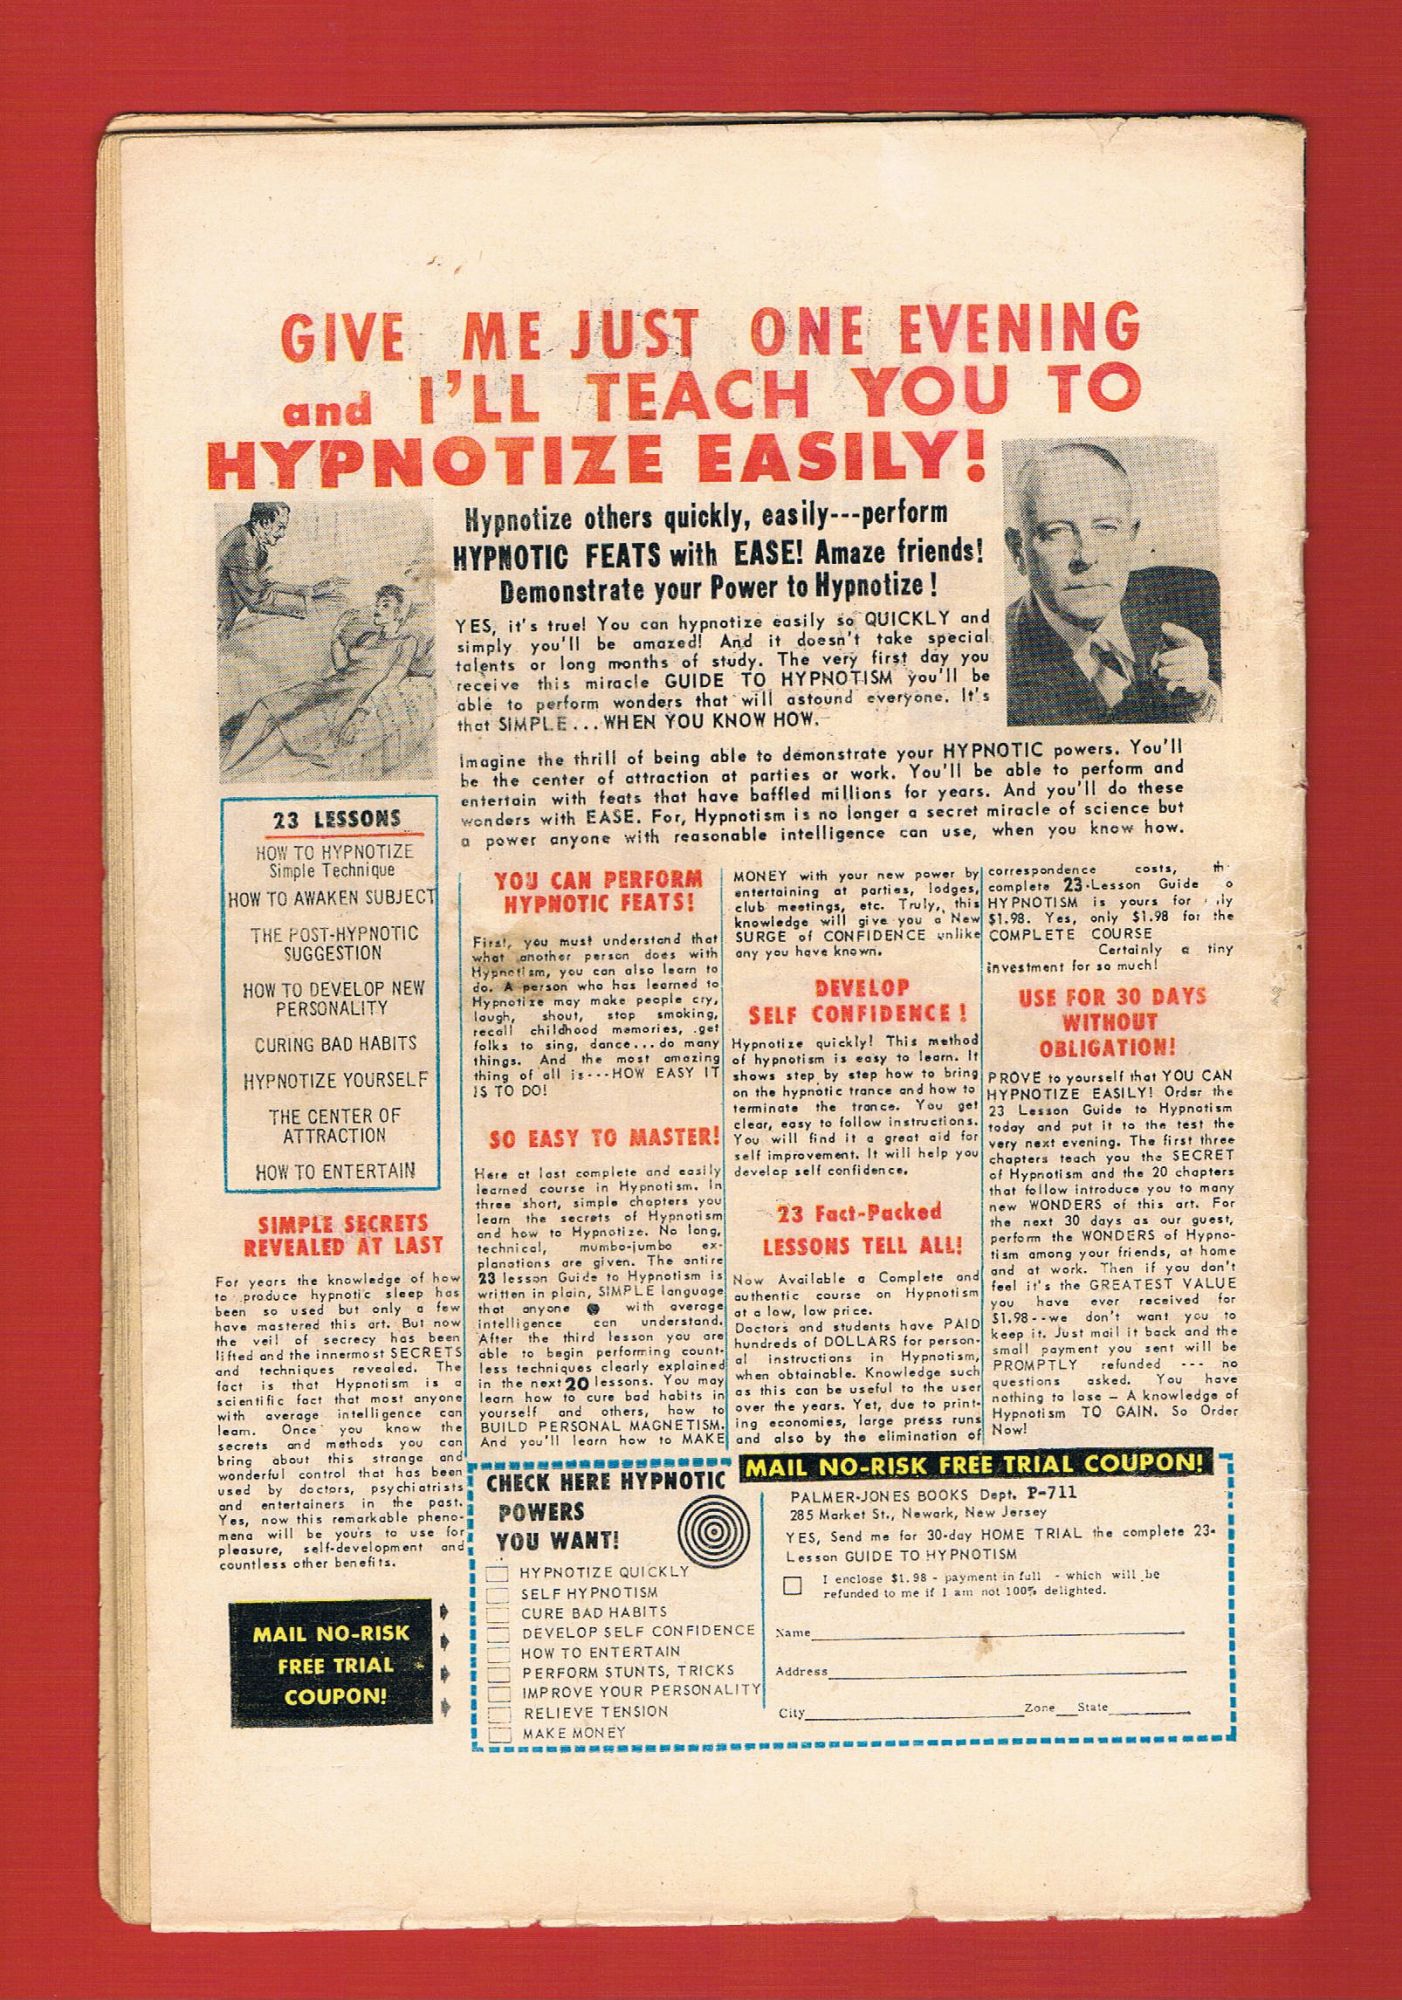 GIVE ME JUST ONE EVENING
and I'LL TEACH YOU TO
HYPNOTIZE EASILY!
Hypnotize others quickly, easily---perform
HYPNOTIC FEATS with EASE! Amaze friends!
Demonstrate your Power to Hypnotize!
YES, it's true! You can hypnotize easily so QUICKLY and
simply you'll be amazed! And it doesn't take special
talents or long months of study. The very first day you
receive this miracle GUIDE TO HYPNOTISM you'll be
able to perform wonders that will astound everyone. It's
that SIMPLE...WHEN YOU KNOW HOW.
Imagine the thrill of being able to demonstrate your HYPNOTIC powers. You'll
be the center of attraction at parties or work. You'll be able to perform and
entertain with feats that have baffled millions for years. And you'll do these
wonders with EASE. For, Hypnotism is no longer a secret miracle of science but
a power anyone with reasonable intelligence can use, when you know how.
23 LESSONS
HOW TO HYPNOTIZE
Simple Technique
HOW TO AWAKEN SUBJECT
THE POST-HYPNOTIC
SUGGESTION
HOW TO DEVELOP NEW
PERSONALITY
CURING BAD HABITS
HYPNOTIZE YOURSELF
THE CENTER OF
ATTRACTION
HOW TO ENTERTAIN
SIMPLE SECRETS
REVEALED AT LAST
For years the knowledge of how
to produce hypnotic sleep has
been so used but only a few
have mastered this art. But now
the veil of secrecy has been
lifted and the innermost SECRETS
and techniques revealed. The
fact is that Hypnotism is a
scientific fact that most anyone
with average intelligence can
learn. Once you know the
secrets and methods you can
bring about this strange and
wonderful control that has been
used by doctors, psychiatrists
and entertainers in the past.
Yes, now this remarkable pheno-
mena will be yours to use for
pleasure, self-development and
countless other benefits.
MAIL NO-RISK
FREE TRIAL
COUPON!
YOU CAN PERFORM
HYPNOTIC FEATS!
First, you must understand that
what another person does with
Hypnotism, you can also learn to
do. A person who has learned to
Hypnotize may make people cry,
laugh, shout, stop smoking,
recall childhood memories, get
folks to sing, dance...do many
things. And the most amazing
thing of all is---HOW EASY IT
IS TO DO!
SO EASY TO MASTER!
Here at last complete and easily
learned course in Hypnotism. In
three short, simple chapters you
learn the secrets of Hypnotism
and how to Hypnotize. No long,
technical, mumbo-jumbo ex-
planations are given. The entire
23 lesson Guide to Hypnotism is
written in plain, SIMPLE language
that anyone with average
intelligence can understand.
After the third lesson you are
able to begin performing count-
less techniques clearly explained
in the next 20 lessons. You may
learn how to cure bad habits in
yourself and others, how to
BUILD PERSONAL MAGNETISM.
And you'll learn how to MAKE
MONEY with your new power by
entertaining at parties, lodges,
club meetings, etc. Truly, this
knowledge will give you a New
SURGE of CONFIDENCE unlike
any you have known.
DEVELOP
SELF CONFIDENCE!
Hypnotize quickly! This method
of hypnotism is easy to learn. It
shows step by step how to bring
on the hypnotic trance and how to
terminate the trance. You get
clear, easy to follow instructions.
You will find it a great aid for
self improvement. It will help you
develop self confidence.
23 Fact-Packed
LESSONS TELL ALL!
Now Available a Complete and
authentic course on Hypnotism
at a low, low price.
Doctors and students have PAID
hundreds of DOLLARS for person-
al instructions in Hypnotism,
when obtainable. Knowledge such
as this can be useful to the user
over the years. Yet, due to print-
ing economies, large press runs
and also by the elimination of
correspondence costs,
complete 23-Lesson Guide
HYPNOTISM is yours for
$1.98. Yes, only $1.98 for the
COMPLETE COURSE
Certainly a tiny
investment for so much!
USE FOR 30 DAYS
WITHOUT
OBLIGATION!
PROVE to yourself that YOU CAN
HYPNOTIZE EASILY! Order the
23 Lesson Guide to Hypnotism
today and put it to the test the
very next evening. The first three
chapters teach you the SECRET
of Hypnotism and the 20 chapters
that follow introduce you to many
new WONDERS of this art. For
the next 30 days as our guest,
perform the WONDERS of Hypno-
tism among your friends, at home
and at work. Then if you don't
feel it's the GREATEST VALUE
you have ever received for
$1.98--we don't want you to
keep it. Just mail it back and the
small payment you sent will be
PROMPTLY refunded --- no
questions asked. You have
nothing to lose – A knowledge of
Hypnotism TO GAIN. So Order
Now!
CHECK HERE HYPNOTIC
POWERS
YOU WANT!
HYPNOTIZE QUICKLY
SELF HYPNOTISM
CURE BAD HABITS
DEVELOP SELF CONFIDENCE
HOW TO ENTERTAIN
PERFORM STUNTS, TRICKS
IMPROVE YOUR PERSONALITY
RELIEVE TENSION
MAKE MONEY
MAIL NO-RISK FREE TRIAL COUPON!
PALMER-JONES BOOKS Dept. P-711
285 Market St., Newark, New Jersey
YES, Send me for 30-day HOME TRIAL the complete 23-
Lesson GUIDE TO HYPNOTISM
I enclose $1.98 - payment in full - which will be
refunded to me if I am not 100% delighted.
Name
Address
City Zone State